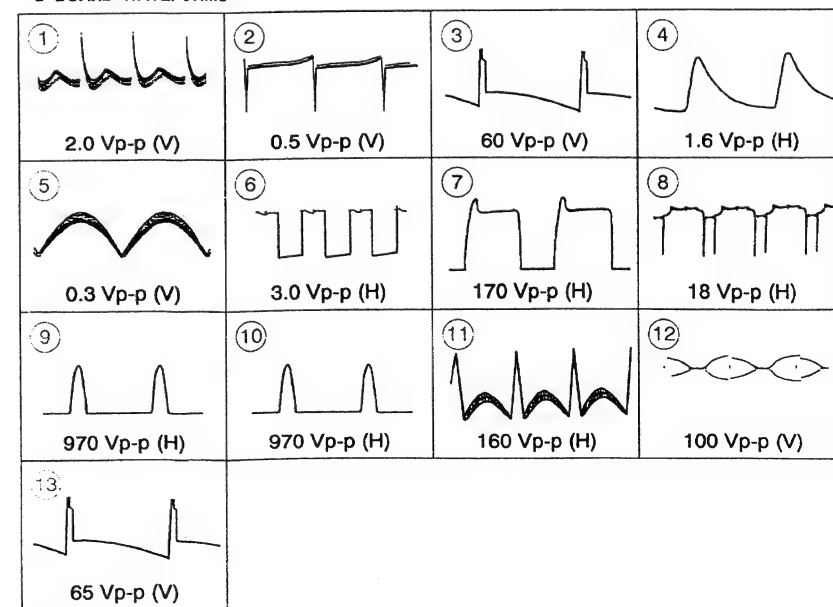 1
2
3
4
2.0 Vp-p (V)
0.5 Vp-p (V)
60 Vp-p (V)
1.6 Vp-p (H)
5
6
7
8
0.3 Vp-p (V)
3.0 Vp-p (H)
170 Vp-p (H)
18 Vp-p (H)
9
10
11
12
970 Vp-p (H)
970 Vp-p (H)
160 Vp-p (H)
100 Vp-p (V)
13
65 Vp-p (V)